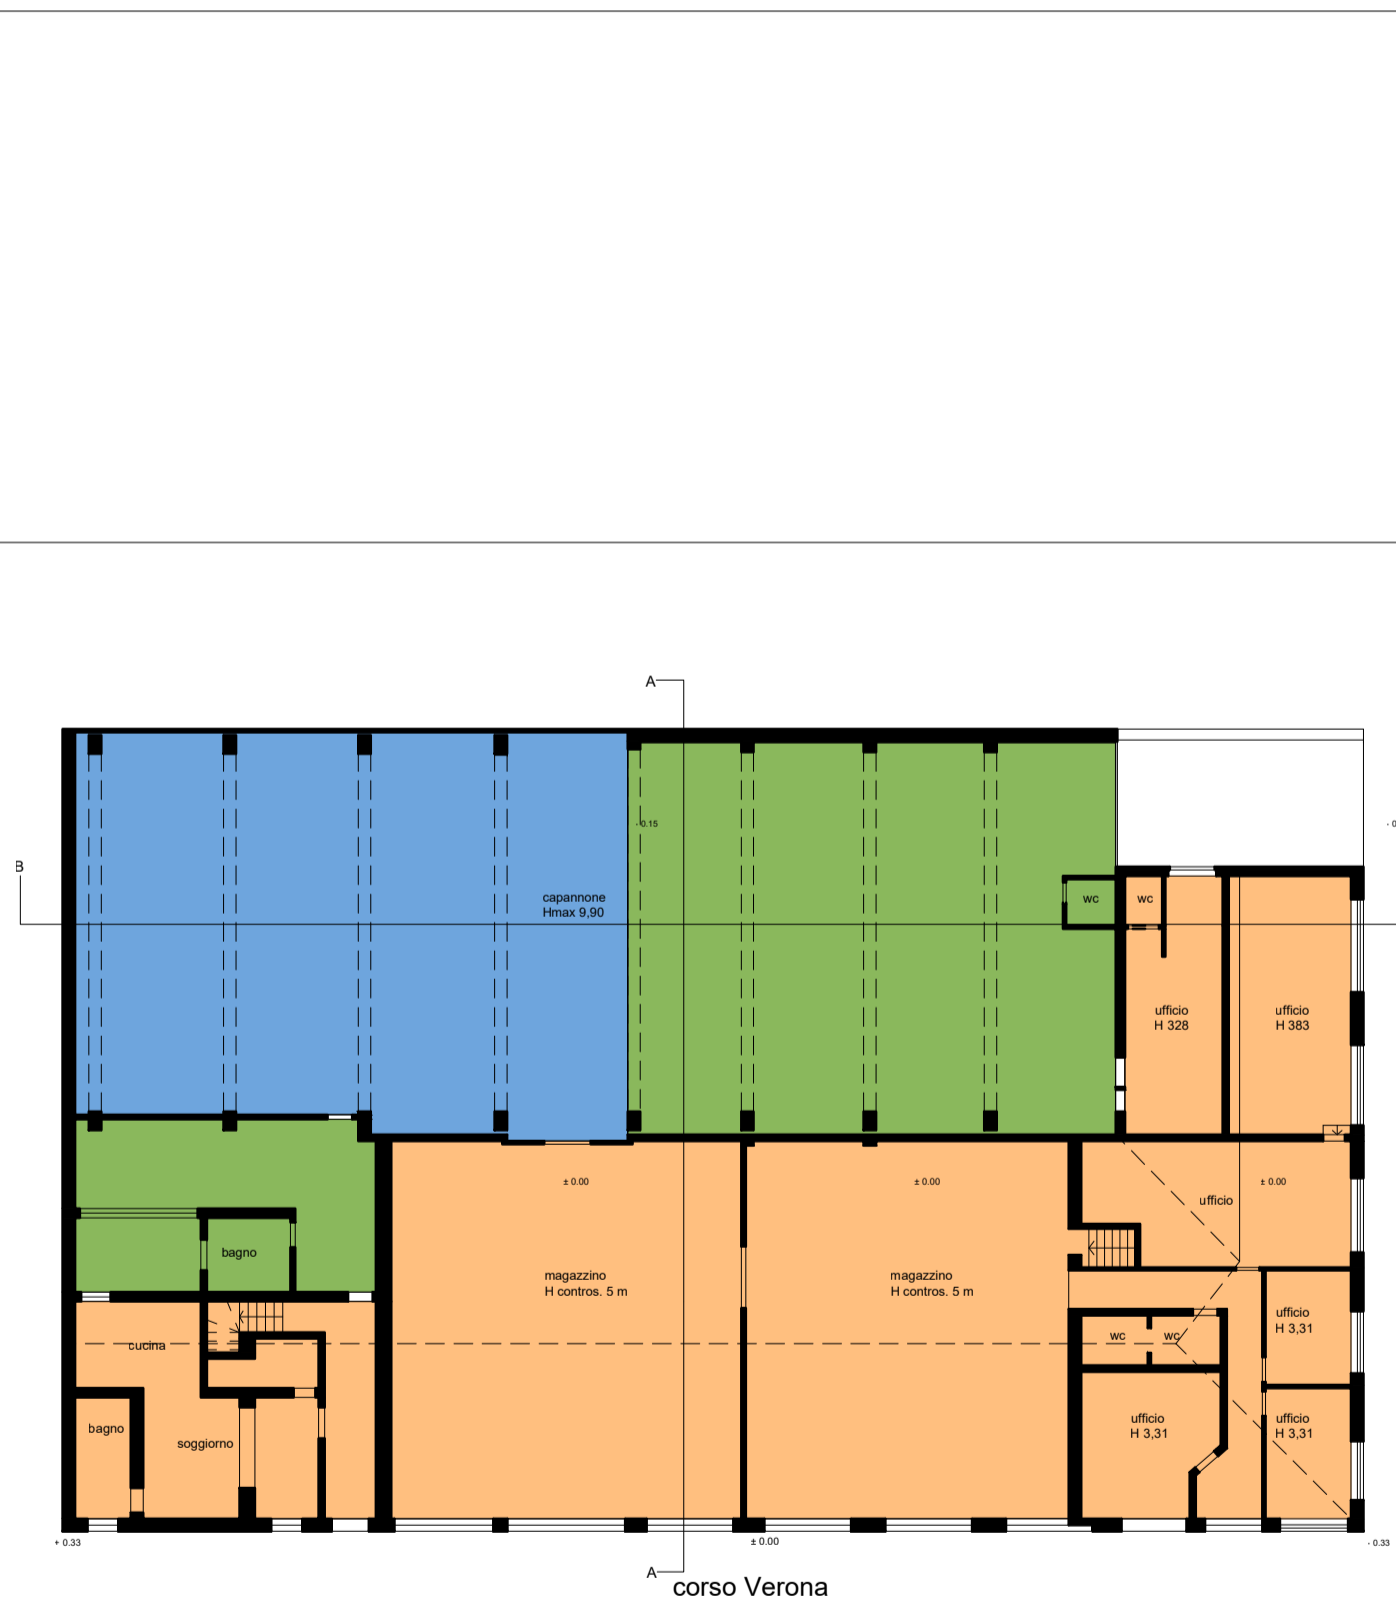 A
- 0.15
B
capannone
Hmax 9,90
wc
wc
ufficio
H 328
ufficio
H 383
± 0.00
± 0.00
± 0.00
ufficio
bagno
magazzino
H contros. 5 m
magazzino
H contros. 5 m
ufficio
H 3,31
cucina
wc
wc
bagno
soggiorno
ufficio
H 3,31
ufficio
H 3,31
+ 0.33
± 0.00
- 0.33
A
corso Verona